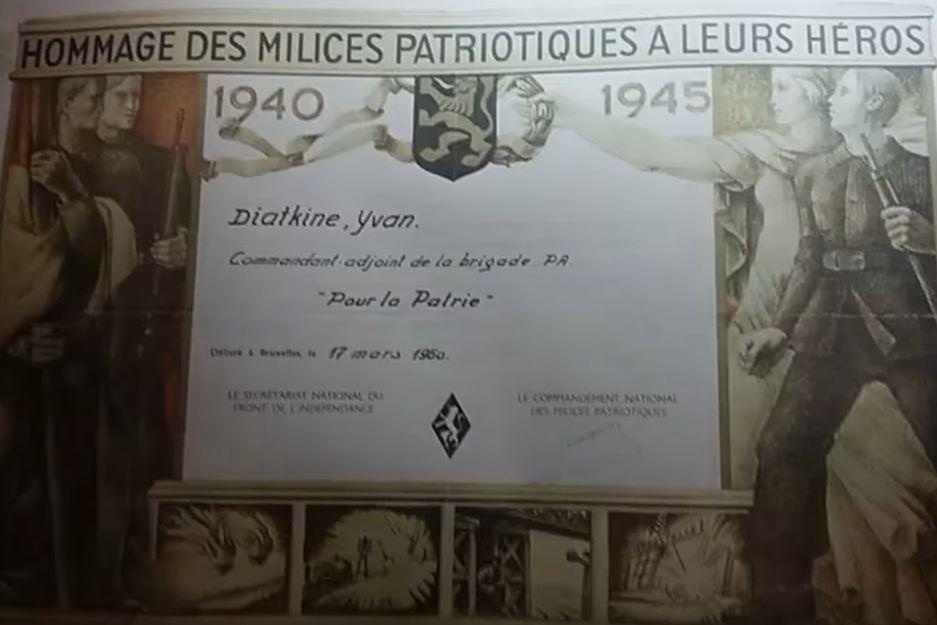 HOMMAGE DES MILICES PATRIOTIQUES A LEURS HÉROS
1940 1945
Diatkine, Yvan.
Commandant-adjoint de la brigade PA.
"Pour la Patrie"
Délivré à Bruxelles, le 17 mars 1960.
LE SECRÉTARIAT NATIONAL DU
FRONT DE L'INDÉPENDANCE
LE COMMANDEMENT NATIONAL
DES MILICES PATRIOTIQUES